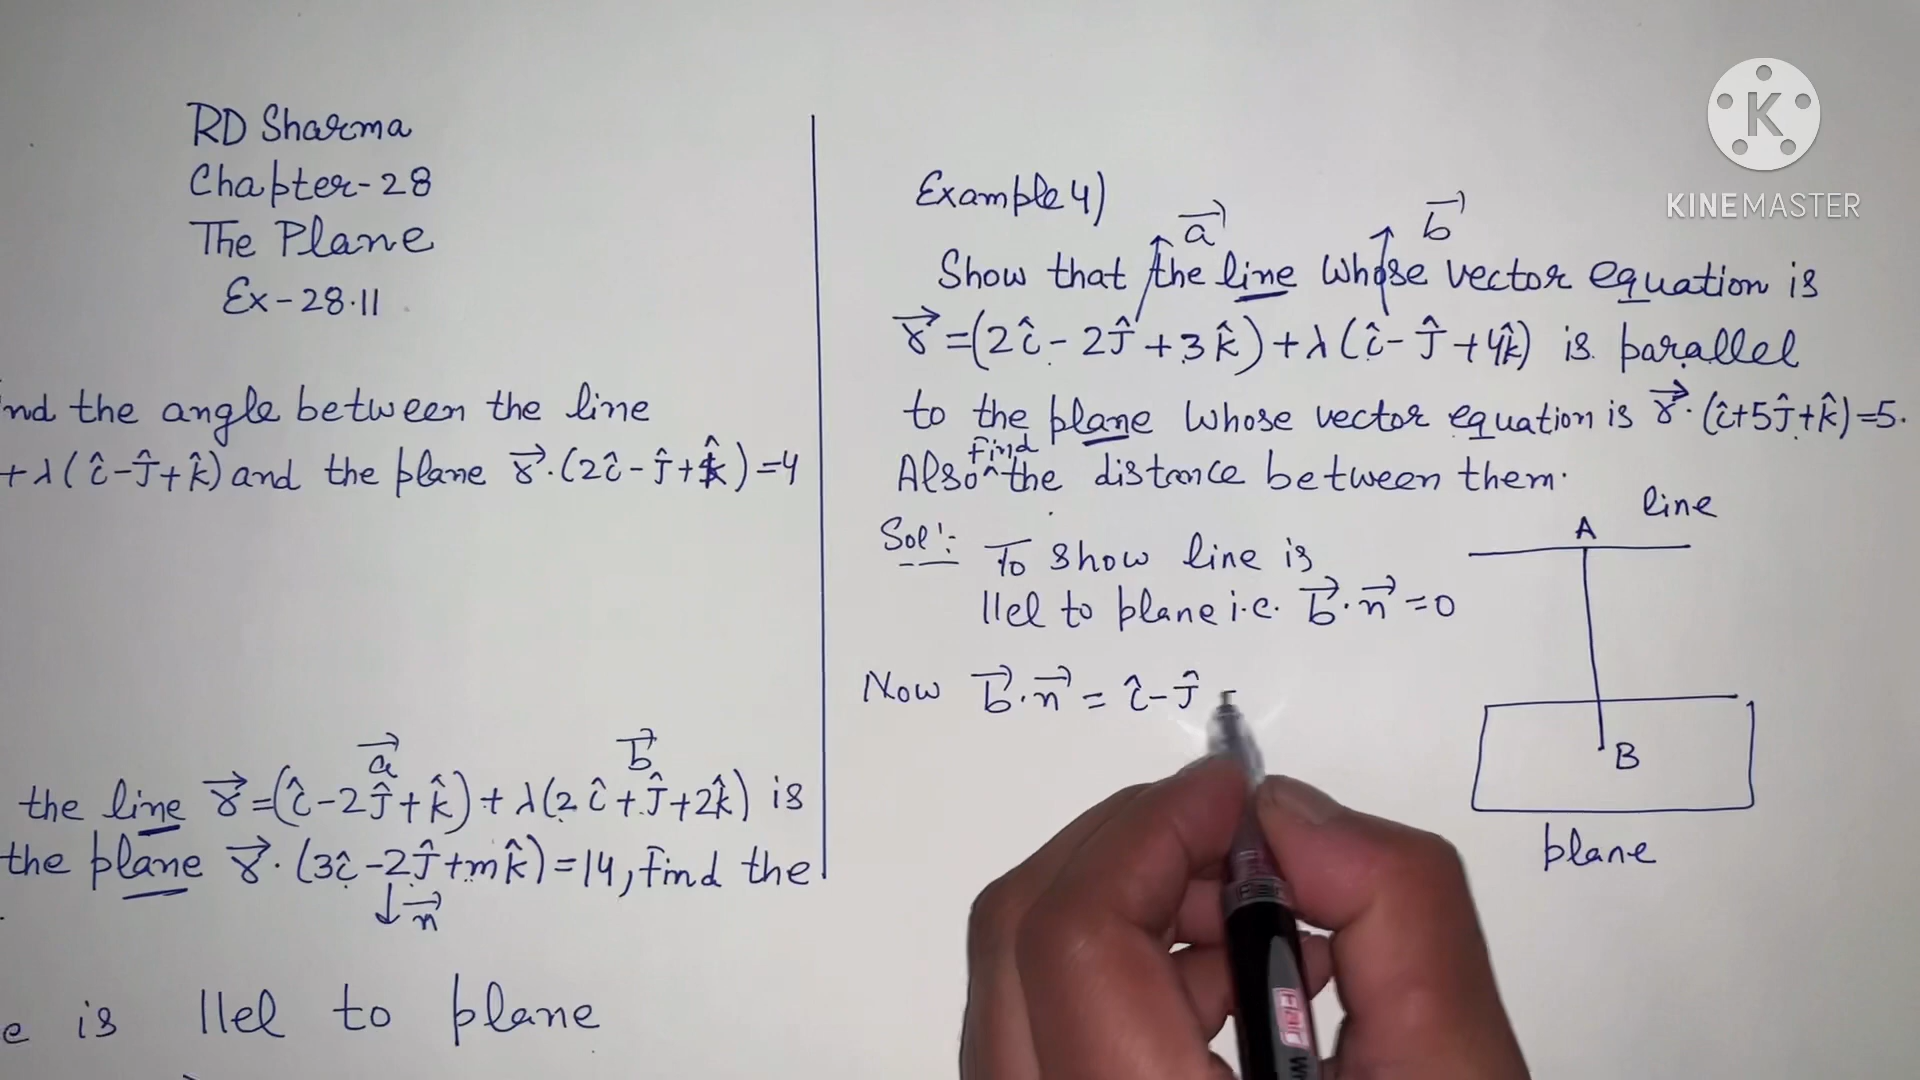 RD Sharma
Chapter-28
The Plane
Ex-28.11
nd the angle between the line
+ λ(î-ĵ+k̂) and the plane r⃗.(2î-ĵ+k̂)=4
a⃗ b⃗
the line r⃗=(î-2ĵ+k̂)+λ(2î+ĵ+2k̂) is
the plane r⃗.(3î-2ĵ+mk̂)=14, find the
↓n⃗
e is llel to plane
KINEMASTER
Example 4)
a⃗ b⃗
Show that the line whose vector equation is
r⃗=(2î-2ĵ+3k̂)+λ(î-ĵ+4k̂) is parallel
to the plane whose vector equation is r⃗.(î+5ĵ+k̂)=5.
find
Also ^ the distance between them.
Solⁿ: To show line is
llel to plane i.e. b⃗.n⃗=0
Now b⃗.n⃗ = î-ĵ
line
A
B
plane